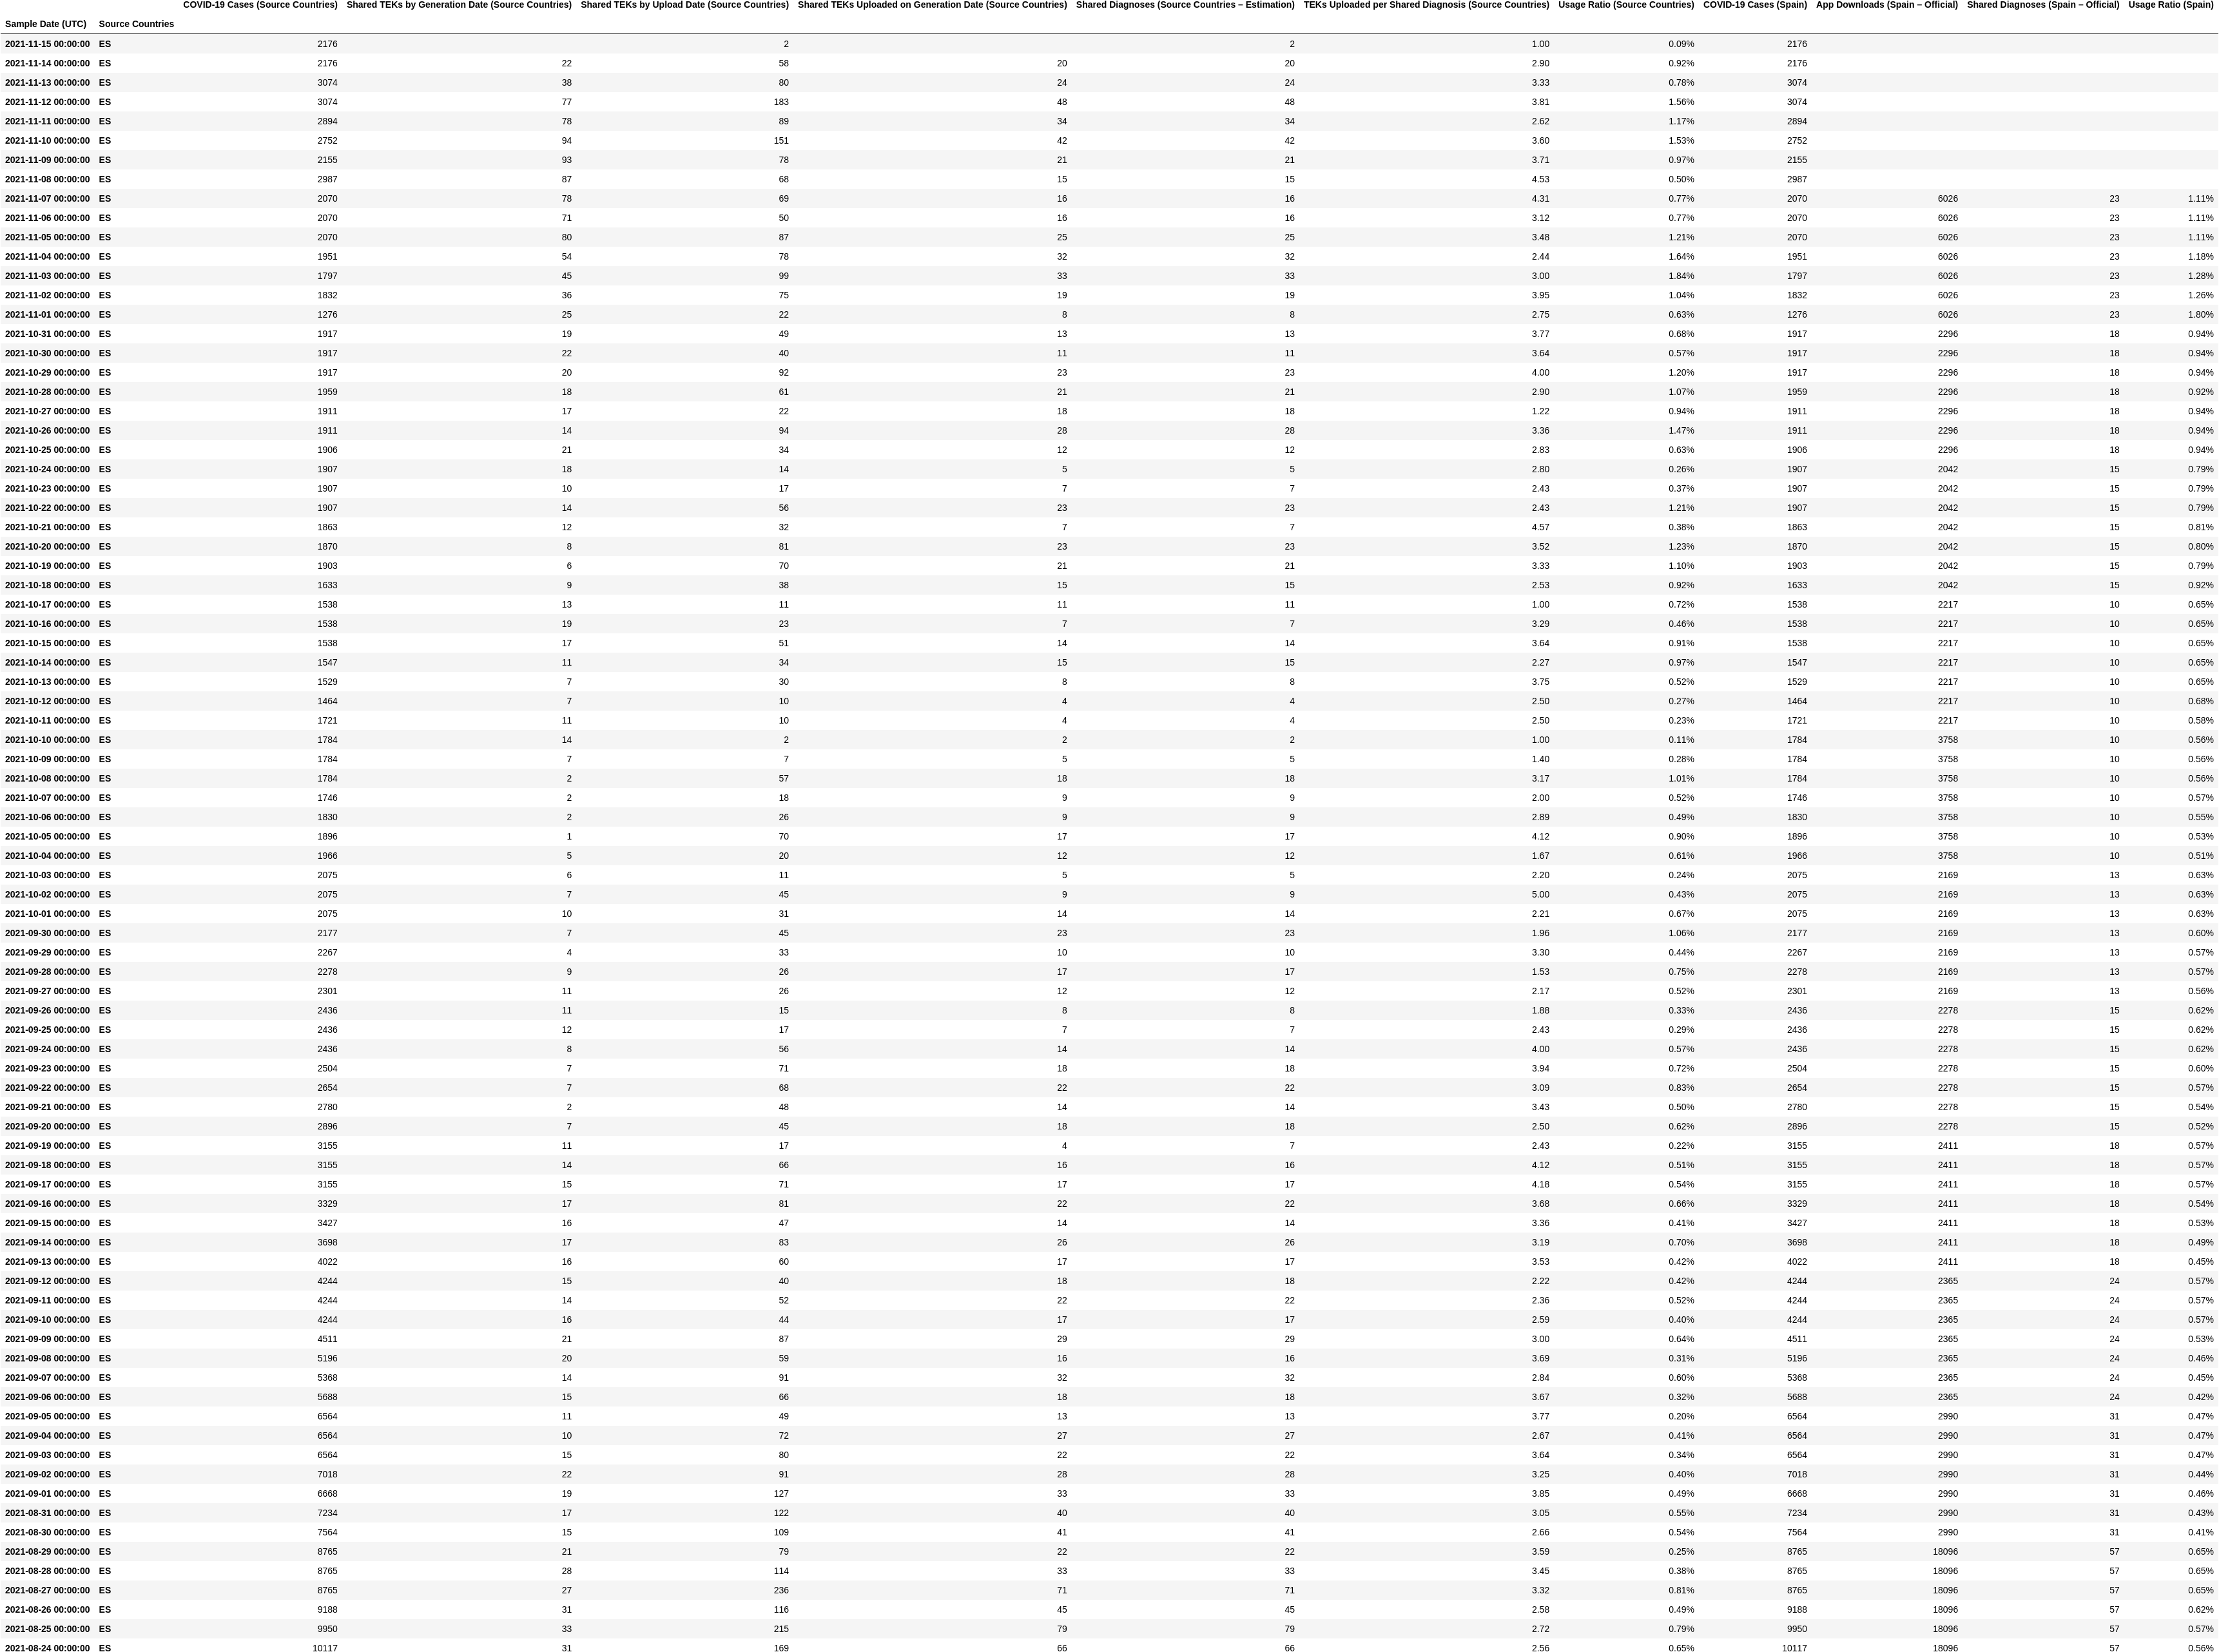 COVID-19 Cases (Source Countries) Shared TEKs by Generation Date (Source Countries) Shared TEKs by Upload Date (Source Countries) Shared TEKs Uploaded on Generation Date (Source Countries) Shared Diagnoses (Source Countries – Estimation) TEKs Uploaded per Shared Diagnosis (Source Countries) Usage Ratio (Source Countries) COVID-19 Cases (Spain) App Downloads (Spain – Official) Shared Diagnoses (Spain – Official) Usage Ratio (Spain)
Sample Date (UTC) Source Countries
2021-11-15 00:00:00 ES 2176 2 2 1.00 0.09% 2176
2021-11-14 00:00:00 ES 2176 22 58 20 20 2.90 0.92% 2176
2021-11-13 00:00:00 ES 3074 38 80 24 24 3.33 0.78% 3074
2021-11-12 00:00:00 ES 3074 77 183 48 48 3.81 1.56% 3074
2021-11-11 00:00:00 ES 2894 78 89 34 34 2.62 1.17% 2894
2021-11-10 00:00:00 ES 2752 94 151 42 42 3.60 1.53% 2752
2021-11-09 00:00:00 ES 2155 93 78 21 21 3.71 0.97% 2155
2021-11-08 00:00:00 ES 2987 87 68 15 15 4.53 0.50% 2987
2021-11-07 00:00:00 ES 2070 78 69 16 16 4.31 0.77% 2070 6026 23 1.11%
2021-11-06 00:00:00 ES 2070 71 50 16 16 3.12 0.77% 2070 6026 23 1.11%
2021-11-05 00:00:00 ES 2070 80 87 25 25 3.48 1.21% 2070 6026 23 1.11%
2021-11-04 00:00:00 ES 1951 54 78 32 32 2.44 1.64% 1951 6026 23 1.18%
2021-11-03 00:00:00 ES 1797 45 99 33 33 3.00 1.84% 1797 6026 23 1.28%
2021-11-02 00:00:00 ES 1832 36 75 19 19 3.95 1.04% 1832 6026 23 1.26%
2021-11-01 00:00:00 ES 1276 25 22 8 8 2.75 0.63% 1276 6026 23 1.80%
2021-10-31 00:00:00 ES 1917 19 49 13 13 3.77 0.68% 1917 2296 18 0.94%
2021-10-30 00:00:00 ES 1917 22 40 11 11 3.64 0.57% 1917 2296 18 0.94%
2021-10-29 00:00:00 ES 1917 20 92 23 23 4.00 1.20% 1917 2296 18 0.94%
2021-10-28 00:00:00 ES 1959 18 61 21 21 2.90 1.07% 1959 2296 18 0.92%
2021-10-27 00:00:00 ES 1911 17 22 18 18 1.22 0.94% 1911 2296 18 0.94%
2021-10-26 00:00:00 ES 1911 14 94 28 28 3.36 1.47% 1911 2296 18 0.94%
2021-10-25 00:00:00 ES 1906 21 34 12 12 2.83 0.63% 1906 2296 18 0.94%
2021-10-24 00:00:00 ES 1907 18 14 5 5 2.80 0.26% 1907 2042 15 0.79%
2021-10-23 00:00:00 ES 1907 10 17 7 7 2.43 0.37% 1907 2042 15 0.79%
2021-10-22 00:00:00 ES 1907 14 56 23 23 2.43 1.21% 1907 2042 15 0.79%
2021-10-21 00:00:00 ES 1863 12 32 7 7 4.57 0.38% 1863 2042 15 0.81%
2021-10-20 00:00:00 ES 1870 8 81 23 23 3.52 1.23% 1870 2042 15 0.80%
2021-10-19 00:00:00 ES 1903 6 70 21 21 3.33 1.10% 1903 2042 15 0.79%
2021-10-18 00:00:00 ES 1633 9 38 15 15 2.53 0.92% 1633 2042 15 0.92%
2021-10-17 00:00:00 ES 1538 13 11 11 11 1.00 0.72% 1538 2217 10 0.65%
2021-10-16 00:00:00 ES 1538 19 23 7 7 3.29 0.46% 1538 2217 10 0.65%
2021-10-15 00:00:00 ES 1538 17 51 14 14 3.64 0.91% 1538 2217 10 0.65%
2021-10-14 00:00:00 ES 1547 11 34 15 15 2.27 0.97% 1547 2217 10 0.65%
2021-10-13 00:00:00 ES 1529 7 30 8 8 3.75 0.52% 1529 2217 10 0.65%
2021-10-12 00:00:00 ES 1464 7 10 4 4 2.50 0.27% 1464 2217 10 0.68%
2021-10-11 00:00:00 ES 1721 11 10 4 4 2.50 0.23% 1721 2217 10 0.58%
2021-10-10 00:00:00 ES 1784 14 2 2 2 1.00 0.11% 1784 3758 10 0.56%
2021-10-09 00:00:00 ES 1784 7 7 5 5 1.40 0.28% 1784 3758 10 0.56%
2021-10-08 00:00:00 ES 1784 2 57 18 18 3.17 1.01% 1784 3758 10 0.56%
2021-10-07 00:00:00 ES 1746 2 18 9 9 2.00 0.52% 1746 3758 10 0.57%
2021-10-06 00:00:00 ES 1830 2 26 9 9 2.89 0.49% 1830 3758 10 0.55%
2021-10-05 00:00:00 ES 1896 1 70 17 17 4.12 0.90% 1896 3758 10 0.53%
2021-10-04 00:00:00 ES 1966 5 20 12 12 1.67 0.61% 1966 3758 10 0.51%
2021-10-03 00:00:00 ES 2075 6 11 5 5 2.20 0.24% 2075 2169 13 0.63%
2021-10-02 00:00:00 ES 2075 7 45 9 9 5.00 0.43% 2075 2169 13 0.63%
2021-10-01 00:00:00 ES 2075 10 31 14 14 2.21 0.67% 2075 2169 13 0.63%
2021-09-30 00:00:00 ES 2177 7 45 23 23 1.96 1.06% 2177 2169 13 0.60%
2021-09-29 00:00:00 ES 2267 4 33 10 10 3.30 0.44% 2267 2169 13 0.57%
2021-09-28 00:00:00 ES 2278 9 26 17 17 1.53 0.75% 2278 2169 13 0.57%
2021-09-27 00:00:00 ES 2301 11 26 12 12 2.17 0.52% 2301 2169 13 0.56%
2021-09-26 00:00:00 ES 2436 11 15 8 8 1.88 0.33% 2436 2278 15 0.62%
2021-09-25 00:00:00 ES 2436 12 17 7 7 2.43 0.29% 2436 2278 15 0.62%
2021-09-24 00:00:00 ES 2436 8 56 14 14 4.00 0.57% 2436 2278 15 0.62%
2021-09-23 00:00:00 ES 2504 7 71 18 18 3.94 0.72% 2504 2278 15 0.60%
2021-09-22 00:00:00 ES 2654 7 68 22 22 3.09 0.83% 2654 2278 15 0.57%
2021-09-21 00:00:00 ES 2780 2 48 14 14 3.43 0.50% 2780 2278 15 0.54%
2021-09-20 00:00:00 ES 2896 7 45 18 18 2.50 0.62% 2896 2278 15 0.52%
2021-09-19 00:00:00 ES 3155 11 17 4 7 2.43 0.22% 3155 2411 18 0.57%
2021-09-18 00:00:00 ES 3155 14 66 16 16 4.12 0.51% 3155 2411 18 0.57%
2021-09-17 00:00:00 ES 3155 15 71 17 17 4.18 0.54% 3155 2411 18 0.57%
2021-09-16 00:00:00 ES 3329 17 81 22 22 3.68 0.66% 3329 2411 18 0.54%
2021-09-15 00:00:00 ES 3427 16 47 14 14 3.36 0.41% 3427 2411 18 0.53%
2021-09-14 00:00:00 ES 3698 17 83 26 26 3.19 0.70% 3698 2411 18 0.49%
2021-09-13 00:00:00 ES 4022 16 60 17 17 3.53 0.42% 4022 2411 18 0.45%
2021-09-12 00:00:00 ES 4244 15 40 18 18 2.22 0.42% 4244 2365 24 0.57%
2021-09-11 00:00:00 ES 4244 14 52 22 22 2.36 0.52% 4244 2365 24 0.57%
2021-09-10 00:00:00 ES 4244 16 44 17 17 2.59 0.40% 4244 2365 24 0.57%
2021-09-09 00:00:00 ES 4511 21 87 29 29 3.00 0.64% 4511 2365 24 0.53%
2021-09-08 00:00:00 ES 5196 20 59 16 16 3.69 0.31% 5196 2365 24 0.46%
2021-09-07 00:00:00 ES 5368 14 91 32 32 2.84 0.60% 5368 2365 24 0.45%
2021-09-06 00:00:00 ES 5688 15 66 18 18 3.67 0.32% 5688 2365 24 0.42%
2021-09-05 00:00:00 ES 6564 11 49 13 13 3.77 0.20% 6564 2990 31 0.47%
2021-09-04 00:00:00 ES 6564 10 72 27 27 2.67 0.41% 6564 2990 31 0.47%
2021-09-03 00:00:00 ES 6564 15 80 22 22 3.64 0.34% 6564 2990 31 0.47%
2021-09-02 00:00:00 ES 7018 22 91 28 28 3.25 0.40% 7018 2990 31 0.44%
2021-09-01 00:00:00 ES 6668 19 127 33 33 3.85 0.49% 6668 2990 31 0.46%
2021-08-31 00:00:00 ES 7234 17 122 40 40 3.05 0.55% 7234 2990 31 0.43%
2021-08-30 00:00:00 ES 7564 15 109 41 41 2.66 0.54% 7564 2990 31 0.41%
2021-08-29 00:00:00 ES 8765 21 79 22 22 3.59 0.25% 8765 18096 57 0.65%
2021-08-28 00:00:00 ES 8765 28 114 33 33 3.45 0.38% 8765 18096 57 0.65%
2021-08-27 00:00:00 ES 8765 27 236 71 71 3.32 0.81% 8765 18096 57 0.65%
2021-08-26 00:00:00 ES 9188 31 116 45 45 2.58 0.49% 9188 18096 57 0.62%
2021-08-25 00:00:00 ES 9950 33 215 79 79 2.72 0.79% 9950 18096 57 0.57%
2021-08-24 00:00:00 ES 10117 31 169 66 66 2.56 0.65% 10117 18096 57 0.56%